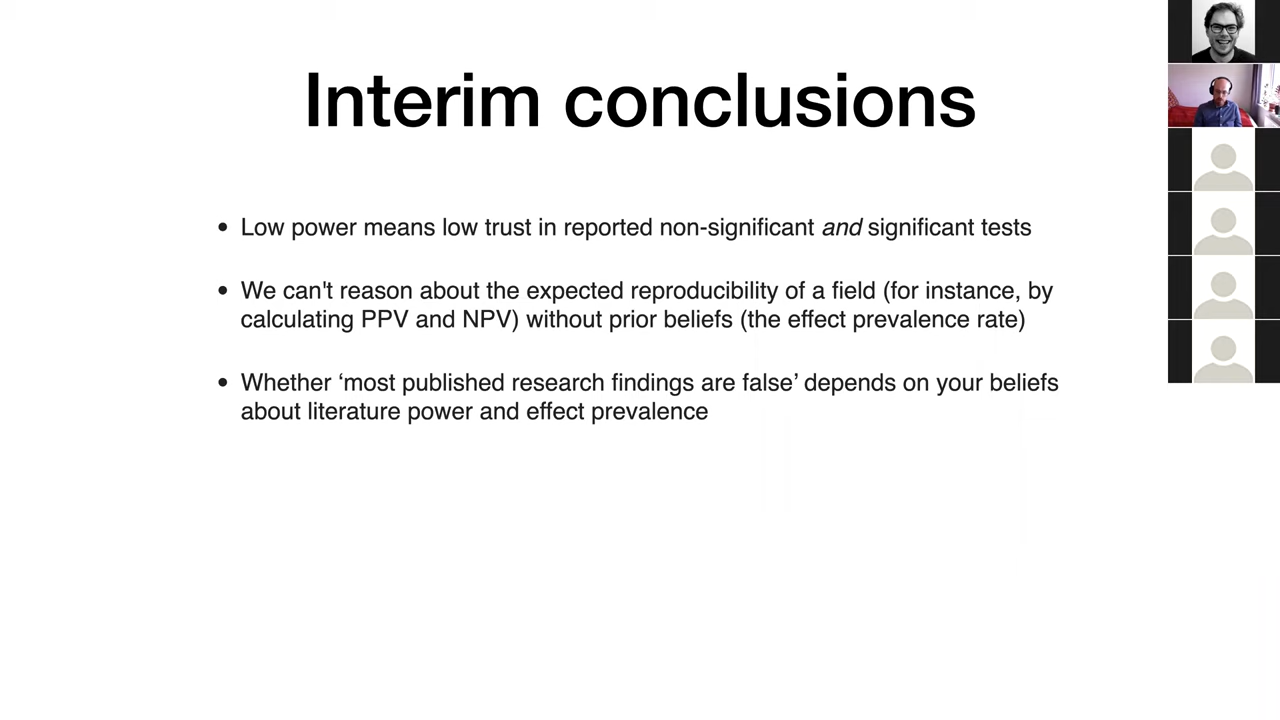 Interim conclusions
• Low power means low trust in reported non-significant and significant tests
• We can't reason about the expected reproducibility of a field (for instance, by
calculating PPV and NPV) without prior beliefs (the effect prevalence rate)
• Whether ‘most published research findings are false’ depends on your beliefs
about literature power and effect prevalence